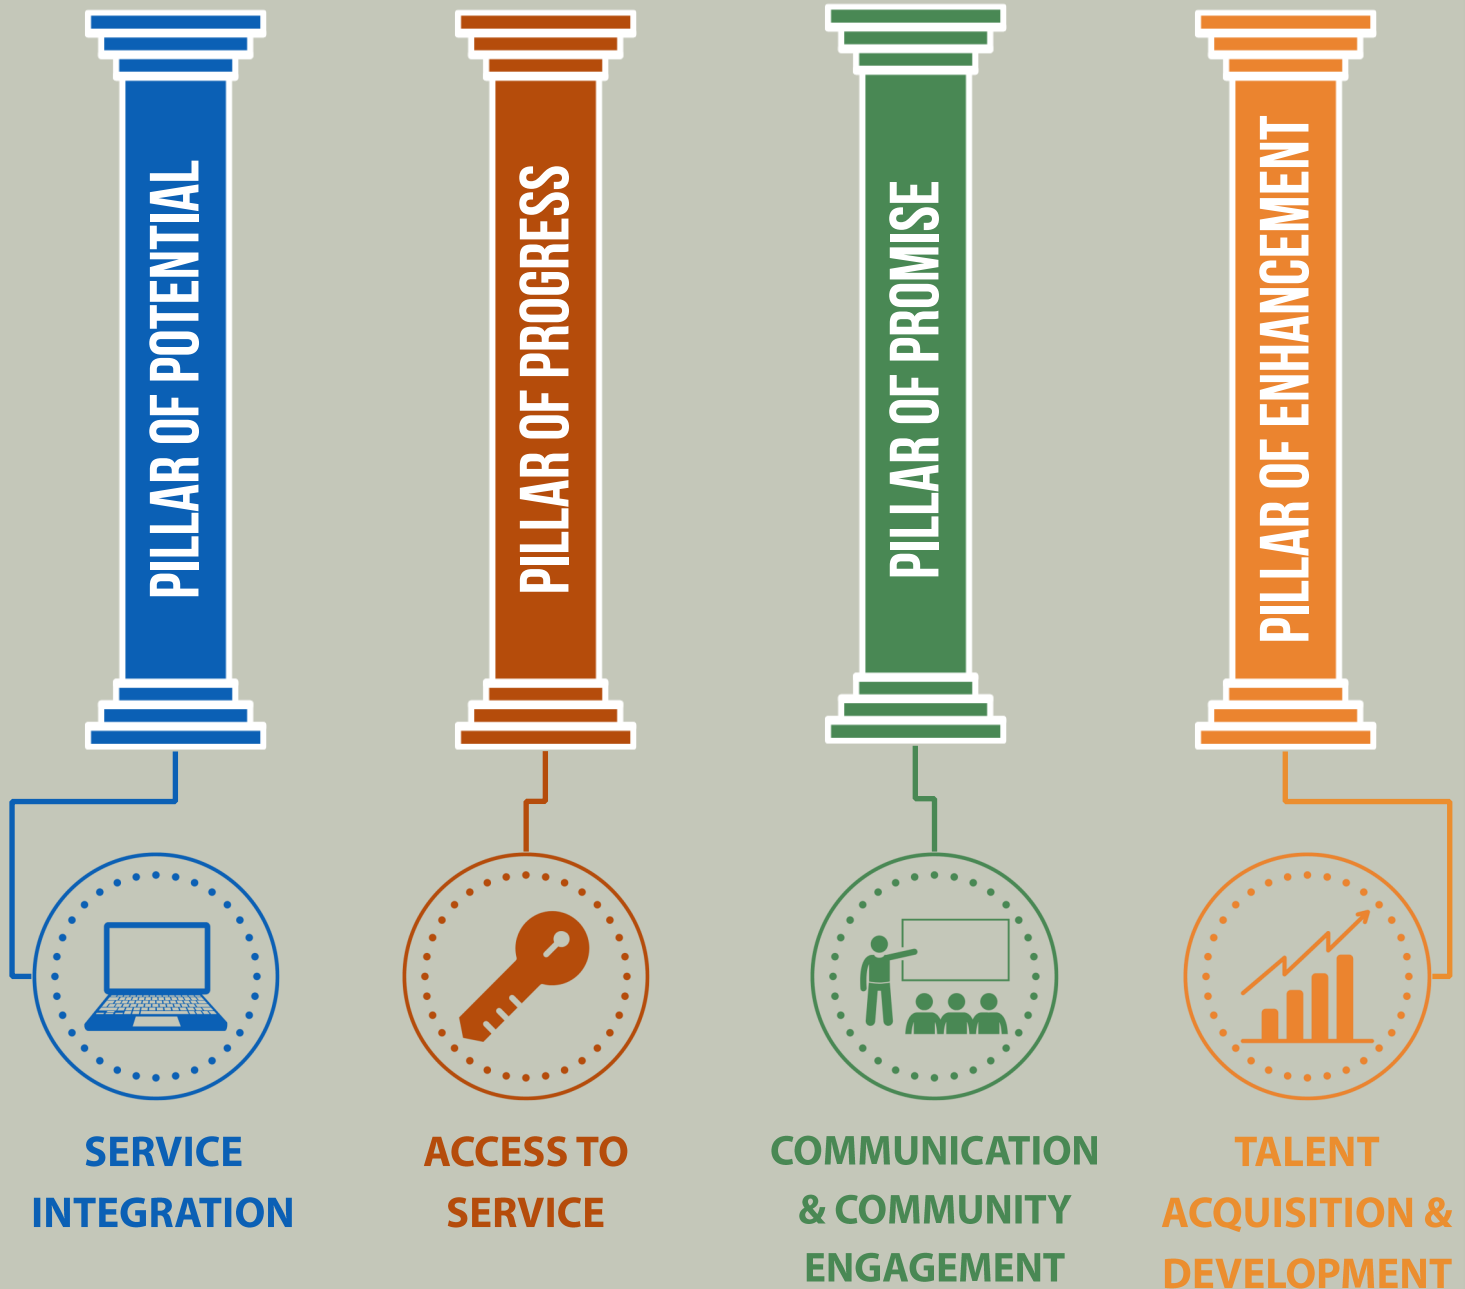 PILLAR OF POTENTIAL
PILLAR OF PROGRESS
PILLAR OF PROMISE
PILLAR OF ENHANCEMENT
SERVICE
INTEGRATION
ACCESS TO
SERVICE
COMMUNICATION
& COMMUNITY
ENGAGEMENT
TALENT
ACQUISITION &
DEVELOPMENT